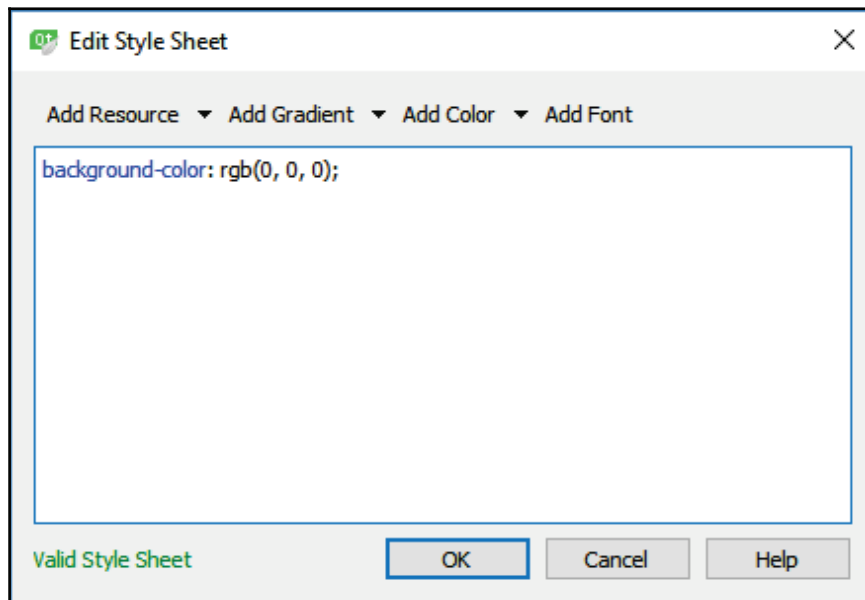 Qt Edit Style Sheet
Add Resource Add Gradient Add Color Add Font
background-color: rgb(0, 0, 0);
Valid Style Sheet OK Cancel Help